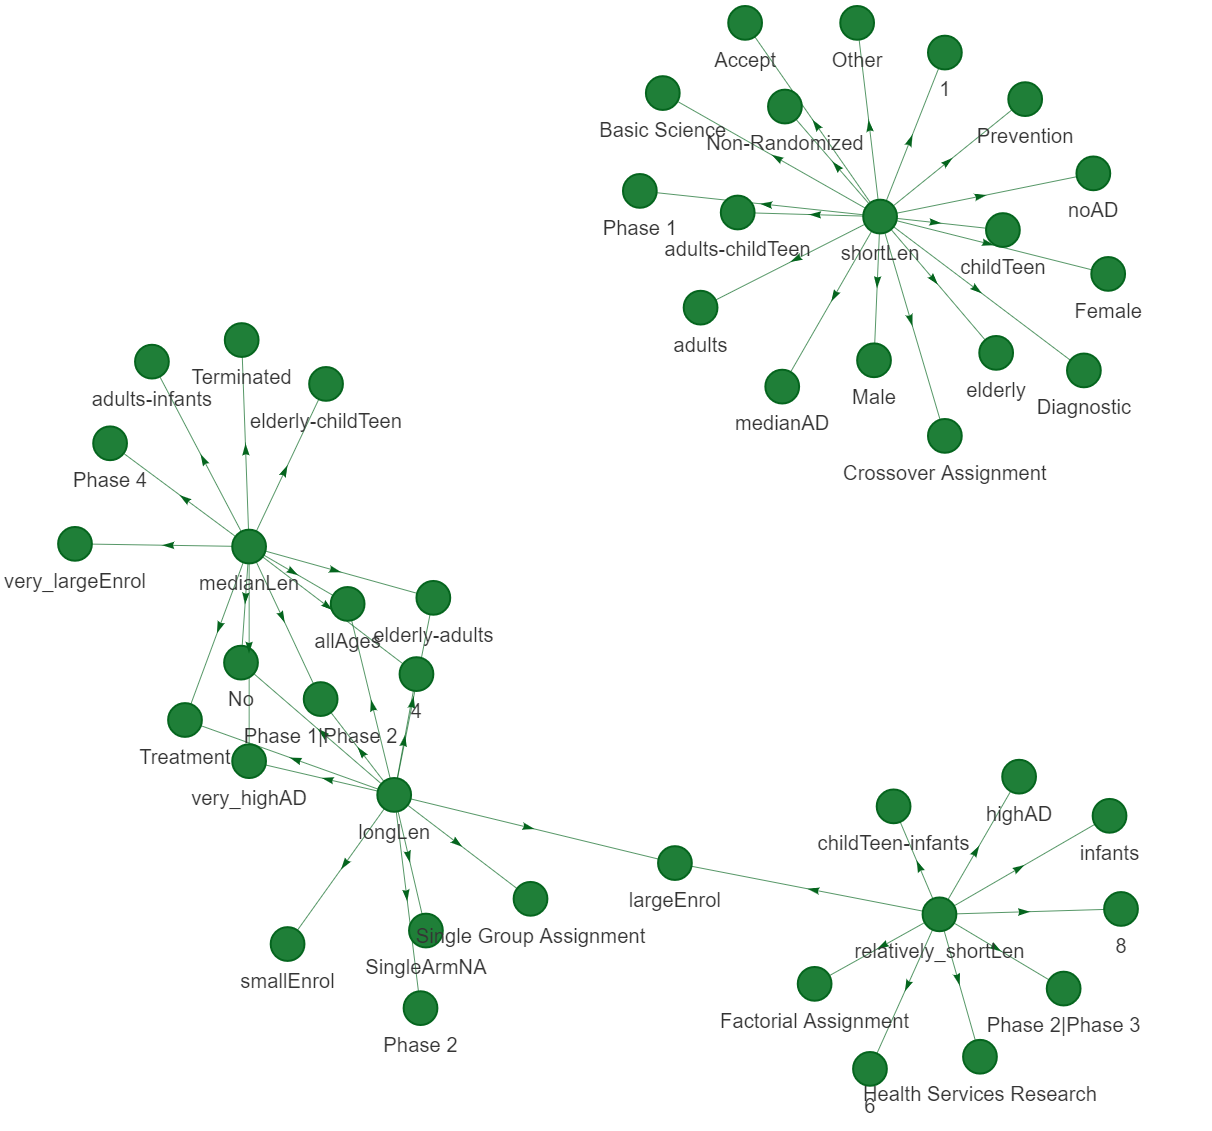 Accept
Other
1
Basic Science
Non-Randomized
Prevention
Phase 1
adults-childTeen
shortLen
noAD
childTeen
Female
adults
medianAD
Male
elderly
Diagnostic
Crossover Assignment
Terminated
adults-infants
elderly-childTeen
Phase 4
very_largeEnrol
medianLen
allAges
elderly-adults
No
4
Phase 1|Phase 2
Treatment
very_highAD
longLen
largeEnrol
Single Group Assignment
SingleArmNA
smallEnrol
Phase 2
highAD
childTeen-infants
infants
8
relatively_shortLen
Factorial Assignment
Phase 2|Phase 3
Health Services Research
6